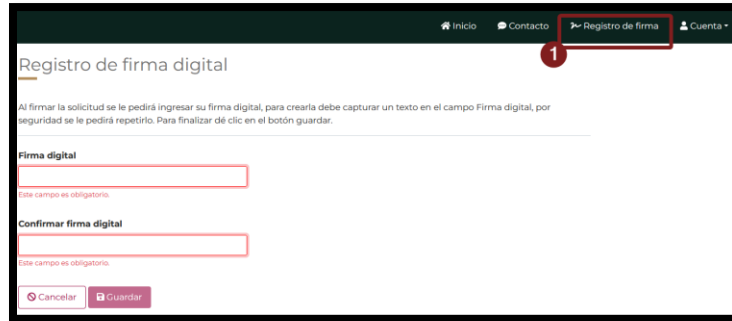 Inicio Contacto Registro de firma Cuenta
1
Registro de firma digital
Al firmar la solicitud se le pedirá ingresar su firma digital, para crearla debe capturar un texto en el campo Firma digital, por
seguridad se le pedirá repetirlo. Para finalizar dé clic en el botón guardar.
Firma digital
Este campo es obligatorio.
Confirmar firma digital
Este campo es obligatorio.
Cancelar Guardar